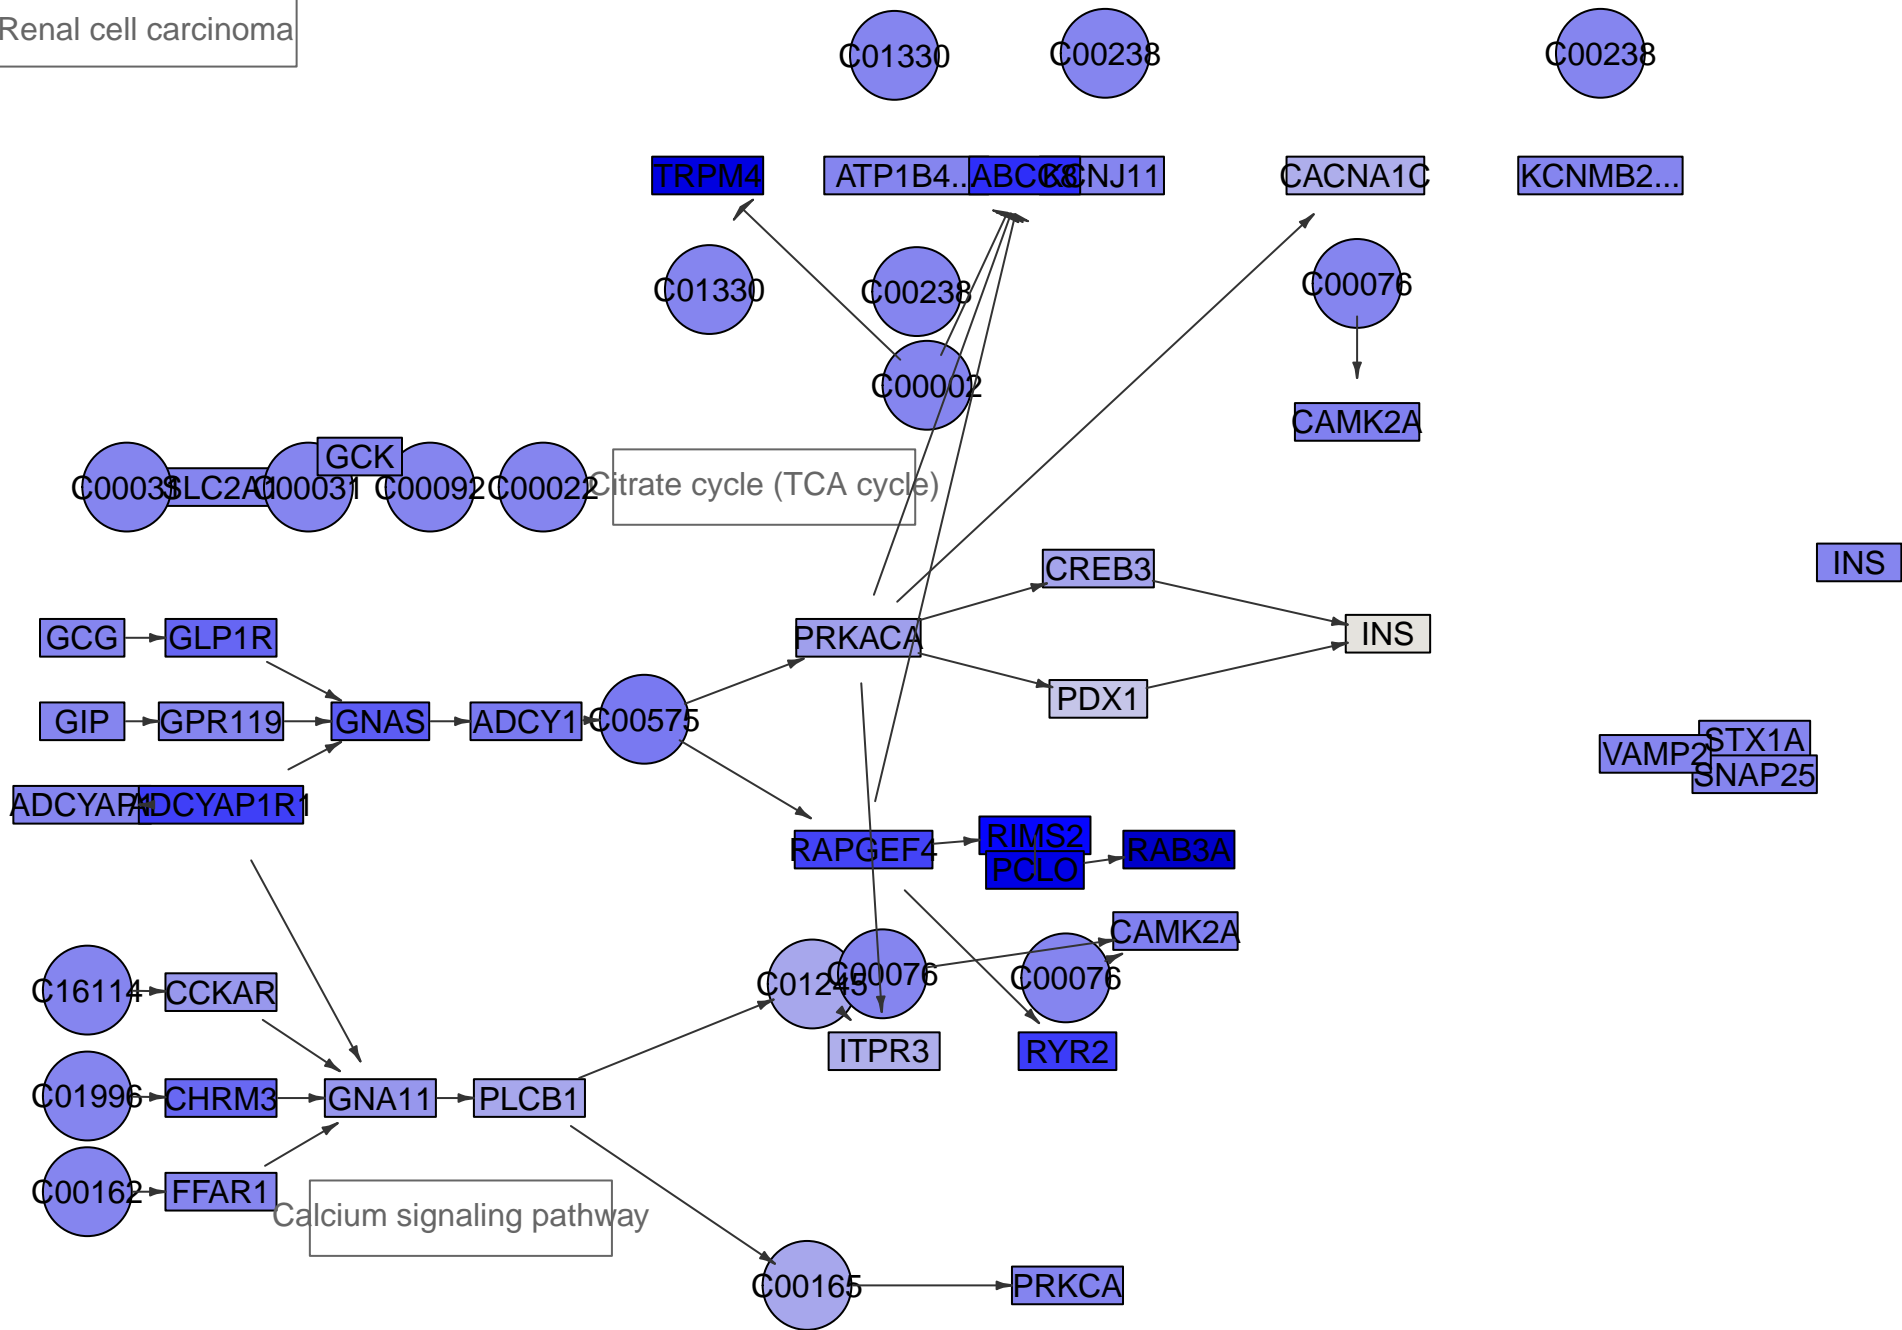 Renal cell carcinoma
C01330
C00238
C00238
TRPM4
ATP1B4...
ABCC8
KCNJ11
CACNA1C
KCNMB2...
C01330
C00238
C00076
C00002
CAMK2A
C00031
SLC2A1
C00031
GCK
C00092
C00022
Citrate cycle (TCA cycle)
CREB3
INS
GCG
GLP1R
PRKACA
INS
PDX1
GIP
GPR119
GNAS
ADCY1
C00575
VAMP2
STX1A
SNAP25
ADCYAP1
ADCYAP1R1
RAPGEF4
RIMS2
PCLO
RAB3A
CAMK2A
C16114
CCKAR
C01245
C00076
C00076
ITPR3
RYR2
C01996
CHRM3
GNA11
PLCB1
C00162
FFAR1
Calcium signaling pathway
C00165
PRKCA